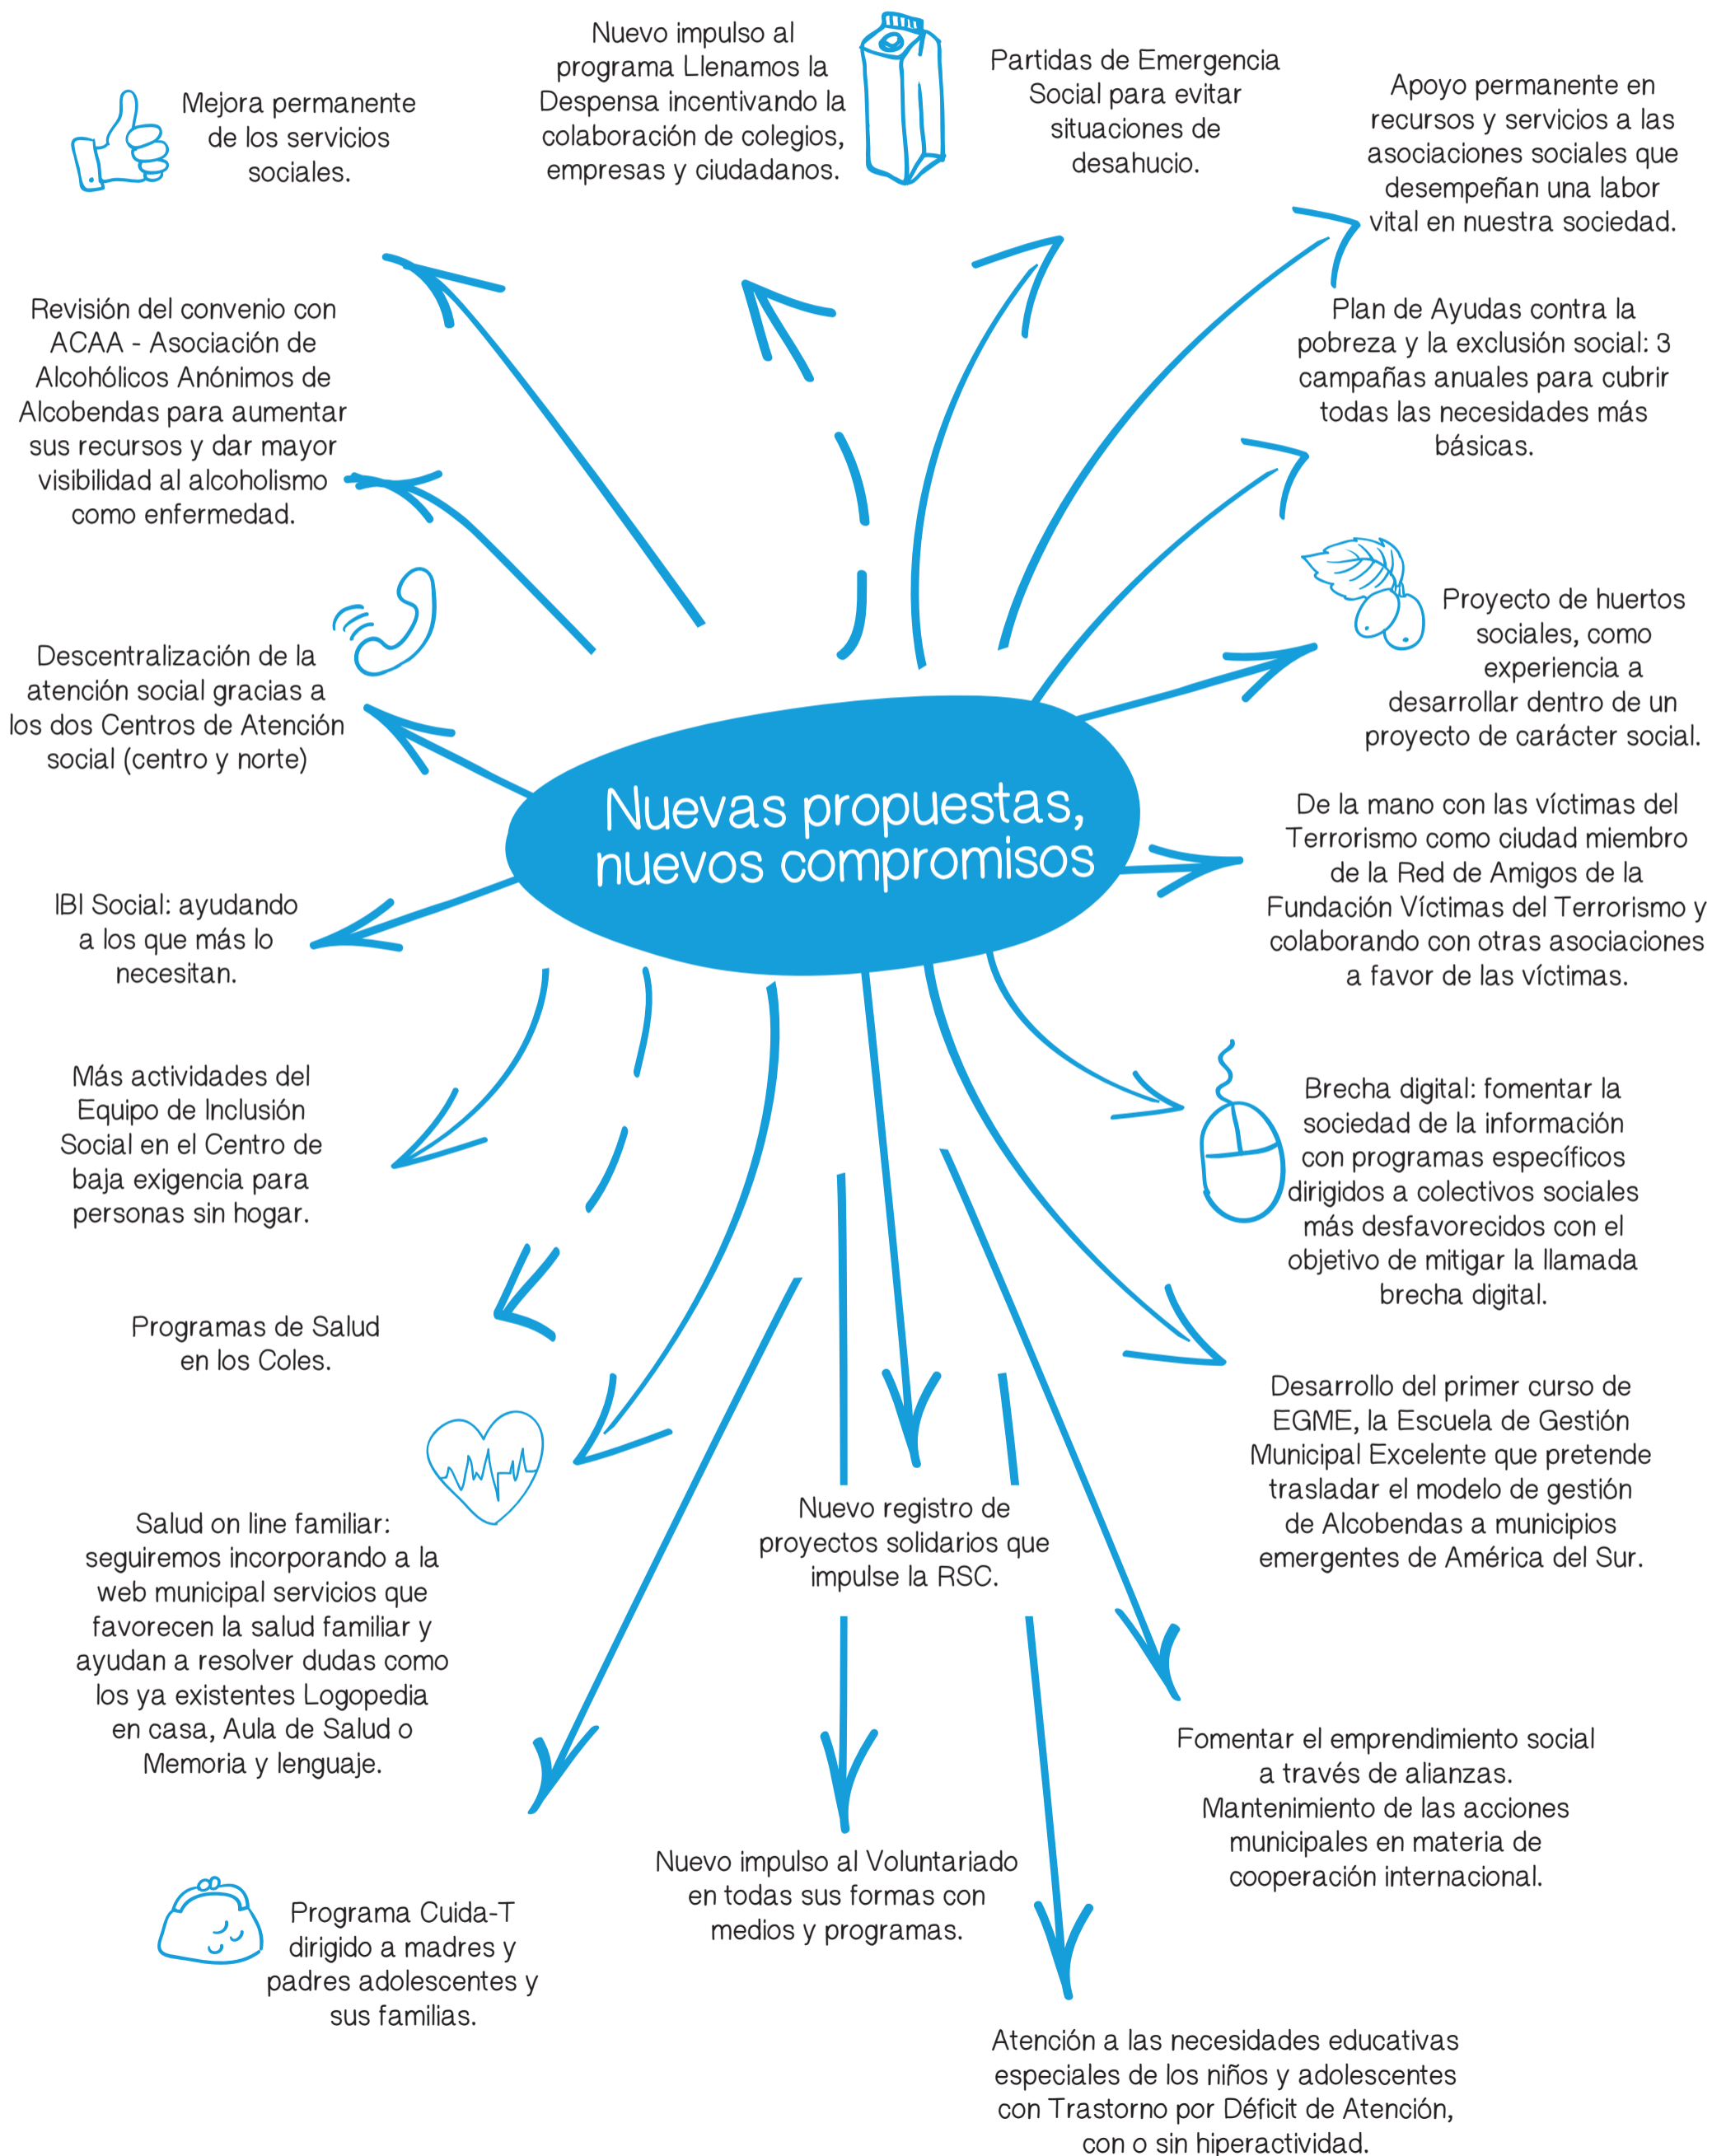 Mejora permanente
de los servicios
sociales.
Nuevo impulso al
programa Llenamos la
Despensa incentivando la
colaboración de colegios,
empresas y ciudadanos.
Partidas de Emergencia
Social para evitar
situaciones de
desahucio.
Apoyo permanente en
recursos y servicios a las
asociaciones sociales que
desempeñan una labor
vital en nuestra sociedad.
Revisión del convenio con
ACAA - Asociación de
Alcohólicos Anónimos de
Alcobendas para aumentar
sus recursos y dar mayor
visibilidad al alcoholismo
como enfermedad.
Plan de Ayudas contra la
pobreza y la exclusión social: 3
campañas anuales para cubrir
todas las necesidades más
básicas.
Descentralización de la
atención social gracias a
los dos Centros de Atención
social (centro y norte)
Proyecto de huertos
sociales, como
experiencia a
desarrollar dentro de un
proyecto de carácter social.
Nuevas propuestas,
nuevos compromisos
De la mano con las víctimas del
Terrorismo como ciudad miembro
de la Red de Amigos de la
Fundación Víctimas del Terrorismo y
colaborando con otras asociaciones
a favor de las víctimas.
IBI Social: ayudando
a los que más lo
necesitan.
Más actividades del
Equipo de Inclusión
Social en el Centro de
baja exigencia para
personas sin hogar.
Brecha digital: fomentar la
sociedad de la información
con programas específicos
dirigidos a colectivos sociales
más desfavorecidos con el
objetivo de mitigar la llamada
brecha digital.
Programas de Salud
en los Coles.
Desarrollo del primer curso de
EGME, la Escuela de Gestión
Municipal Excelente que pretende
trasladar el modelo de gestión
de Alcobendas a municipios
emergentes de América del Sur.
Salud on line familiar:
seguiremos incorporando a la
web municipal servicios que
favorecen la salud familiar y
ayudan a resolver dudas como
los ya existentes Logopedia
en casa, Aula de Salud o
Memoria y lenguaje.
Nuevo registro de
proyectos solidarios que
impulse la RSC.
Fomentar el emprendimiento social
a través de alianzas.
Mantenimiento de las acciones
municipales en materia de
cooperación internacional.
Nuevo impulso al Voluntariado
en todas sus formas con
medios y programas.
Programa Cuida-T
dirigido a madres y
padres adolescentes y
sus familias.
Atención a las necesidades educativas
especiales de los niños y adolescentes
con Trastorno por Déficit de Atención,
con o sin hiperactividad.